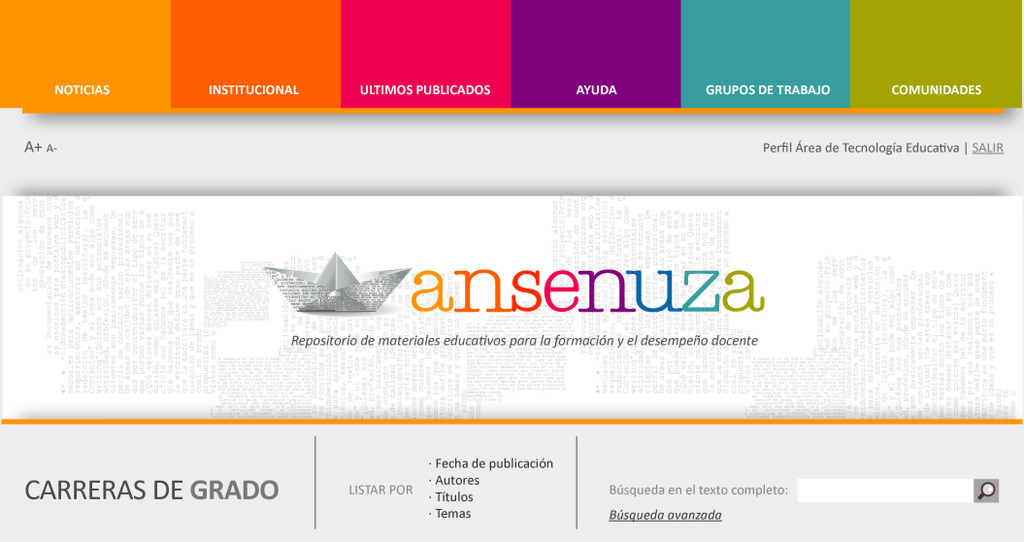 NOTICIAS
INSTITUCIONAL
ULTIMOS PUBLICADOS
AYUDA
GRUPOS DE TRABAJO
COMUNIDADES
A+ A-
Perfil Área de Tecnología Educativa | SALIR
ansenuza
Repositorio de materiales educativos para la formación y el desempeño docente
CARRERAS DE GRADO
LISTAR POR
· Fecha de publicación
· Autores
· Títulos
· Temas
Búsqueda en el texto completo:
Búsqueda avanzada